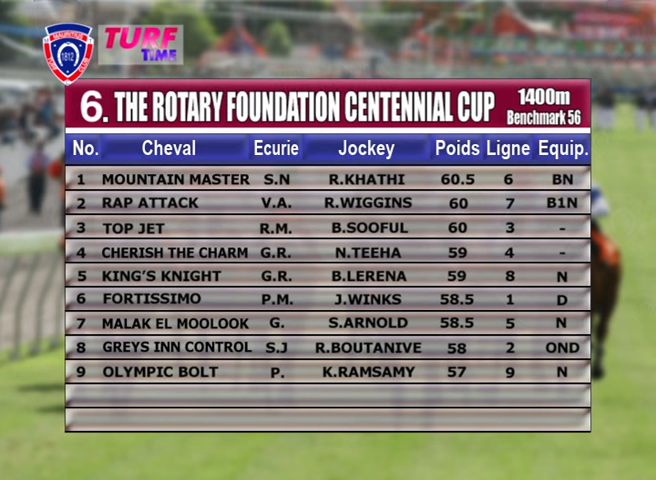 MAURITIUS
1812
TURF CLUB
TURF
TIME
6. THE ROTARY FOUNDATION CENTENNIAL CUP 1400m
Benchmark 56
No. Cheval Ecurie Jockey Poids Ligne Equip.
1 MOUNTAIN MASTER S.N R.KHATHI 60.5 6 BN
2 RAP ATTACK V.A. R.WIGGINS 60 7 B1N
3 TOP JET R.M. B.SOOFUL 60 3 -
4 CHERISH THE CHARM G.R. N.TEEHA 59 4 -
5 KING'S KNIGHT G.R. B.LERENA 59 8 N
6 FORTISSIMO P.M. J.WINKS 58.5 1 D
7 MALAK EL MOOLOOK G. S.ARNOLD 58.5 5 N
8 GREYS INN CONTROL S.J R.BOUTANIVE 58 2 OND
9 OLYMPIC BOLT P. K.RAMSAMY 57 9 N